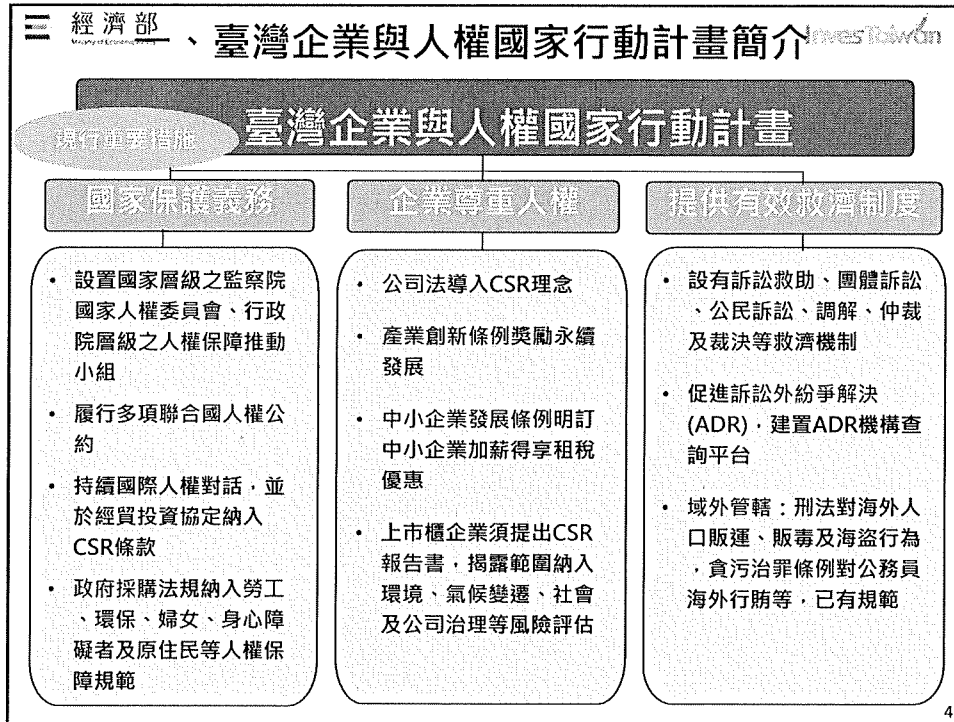 三
經濟部
、臺灣企業與人權國家行動計畫簡介
InvesTaiwan
臺灣企業與人權國家行動計畫
現行重要措施
國家保護義務
• 設置國家層級之監察院
國家人權委員會、行政
院層級之人權保障推動
小組
• 履行多項聯合國人權公
約
• 持續國際人權對話，並
於經貿投資協定納入
CSR條款
• 政府採購法規納入勞工
、環保、婦女、身心障
礙者及原住民等人權保
障規範
企業尊重人權
• 公司法導入CSR理念
• 產業創新條例獎勵永續
發展
• 中小企業發展條例明訂
中小企業加薪得享租稅
優惠
• 上市櫃企業須提出CSR
報告書，揭露範圍納入
環境、氣候變遷、社會
及公司治理等風險評估
提供有效救濟制度
• 設有訴訟救助、團體訴訟
、公民訴訟、調解、仲裁
及裁決等救濟機制
• 促進訴訟外紛爭解決
(ADR)，建置ADR機構查
詢平台
• 域外管轄：刑法對海外人
口販運、販毒及海盜行為
，貪污治罪條例對公務員
海外行賄等，已有規範
4